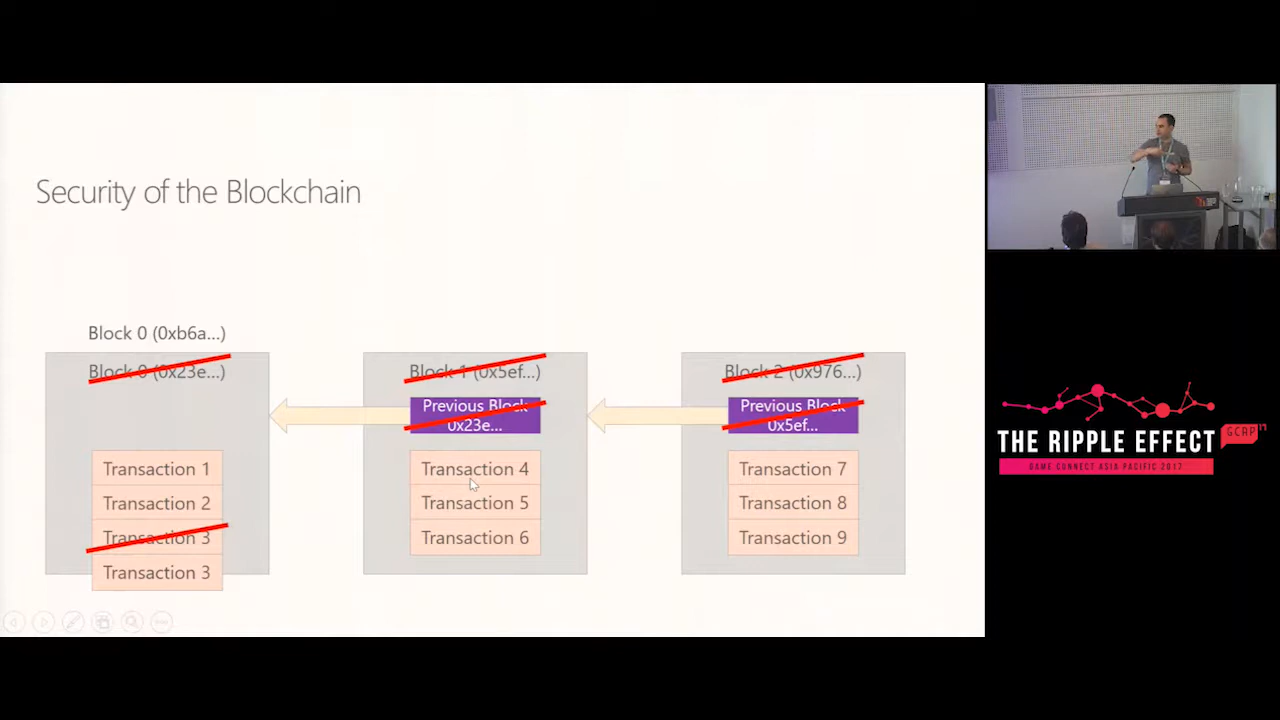 Security of the Blockchain
Block 0 (0xb6a...)
Block 0 (0x23e...)
Transaction 1
Transaction 2
Transaction 3
Transaction 3
Block 1 (0x5ef...)
Previous Block
0x23e...
Transaction 4
Transaction 5
Transaction 6
Block 2 (0x976...)
Previous Block
0x5ef...
Transaction 7
Transaction 8
Transaction 9
THE RIPPLE EFFECT
GCAP17
GAME CONNECT ASIA PACIFIC 2017